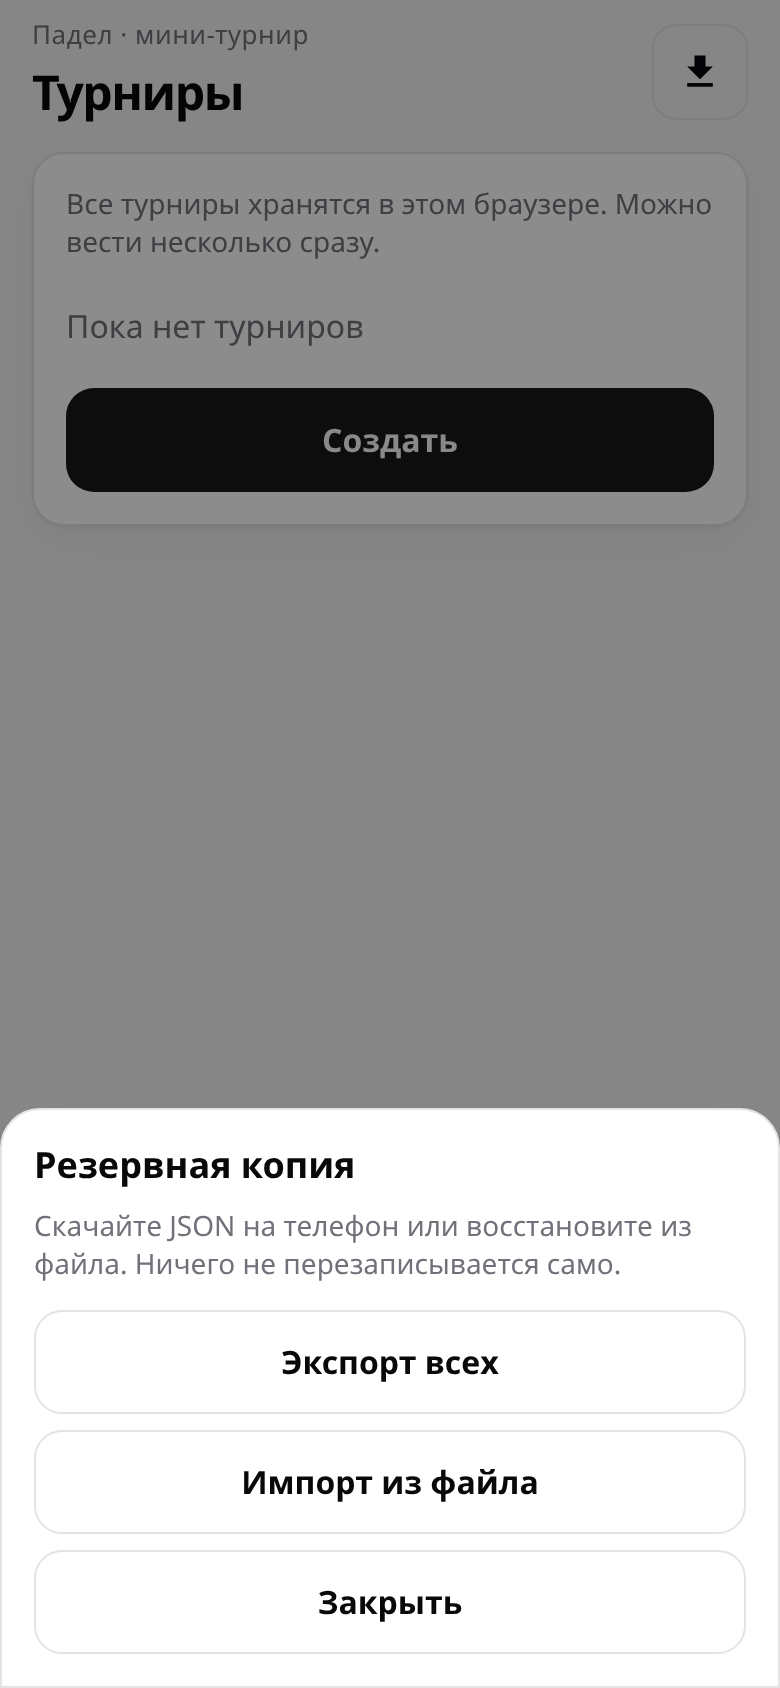 Падел · мини-турнир
Турниры
Все турниры хранятся в этом браузере. Можно
вести несколько сразу.
Пока нет турниров
Создать
Резервная копия
Скачайте JSON на телефон или восстановите из
файла. Ничего не перезаписывается само.
Экспорт всех
Импорт из файла
Закрыть